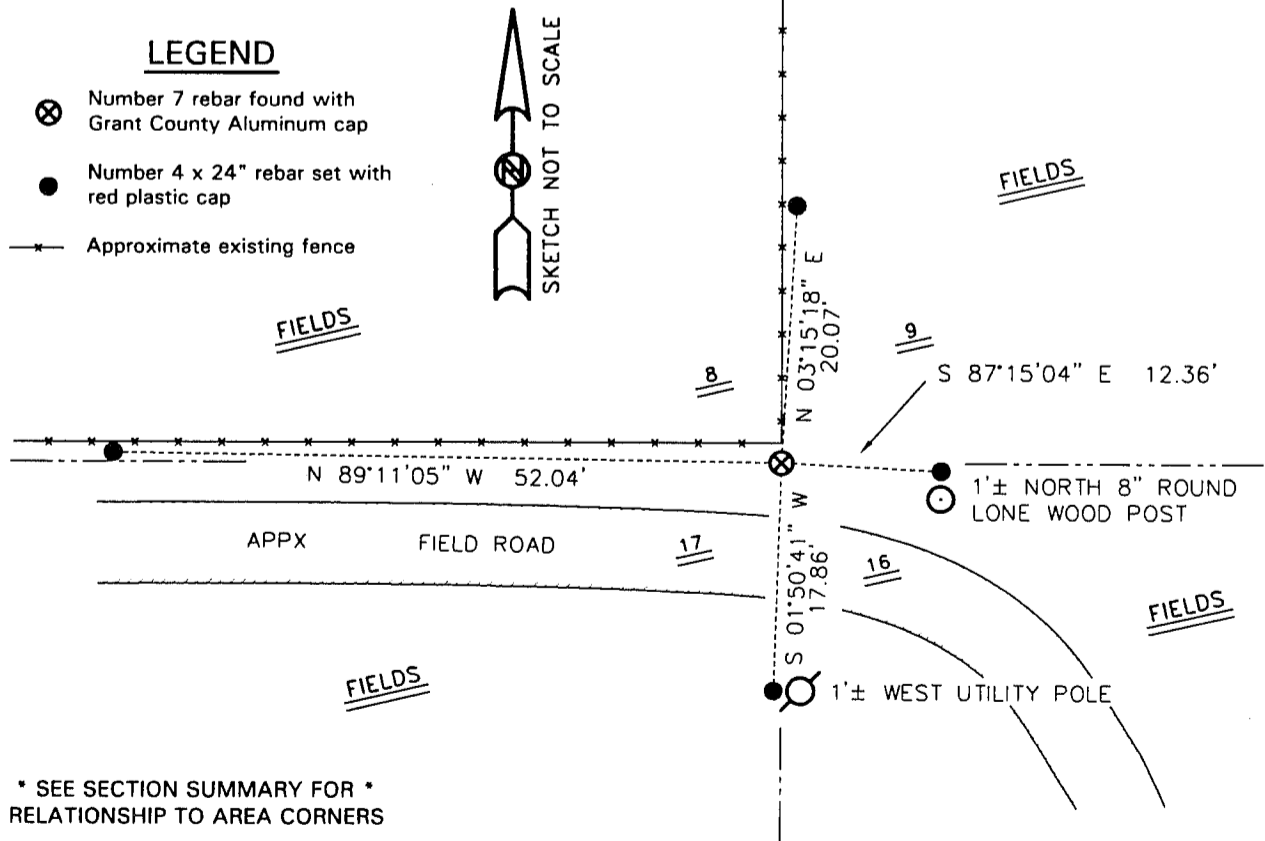 LEGEND
Number 7 rebar found with
Grant County Aluminum cap
Number 4 x 24" rebar set with
red plastic cap
Approximate existing fence
N
SKETCH NOT TO SCALE
FIELDS
FIELDS
8
9
N 03°15'18" E
20.07'
S 87°15'04" E 12.36'
N 89°11'05" W 52.04'
1'± NORTH 8" ROUND
LONE WOOD POST
APPX FIELD ROAD
17
16
S 01°50'41" W
17.86'
FIELDS
FIELDS
1'± WEST UTILITY POLE
* SEE SECTION SUMMARY FOR *
RELATIONSHIP TO AREA CORNERS